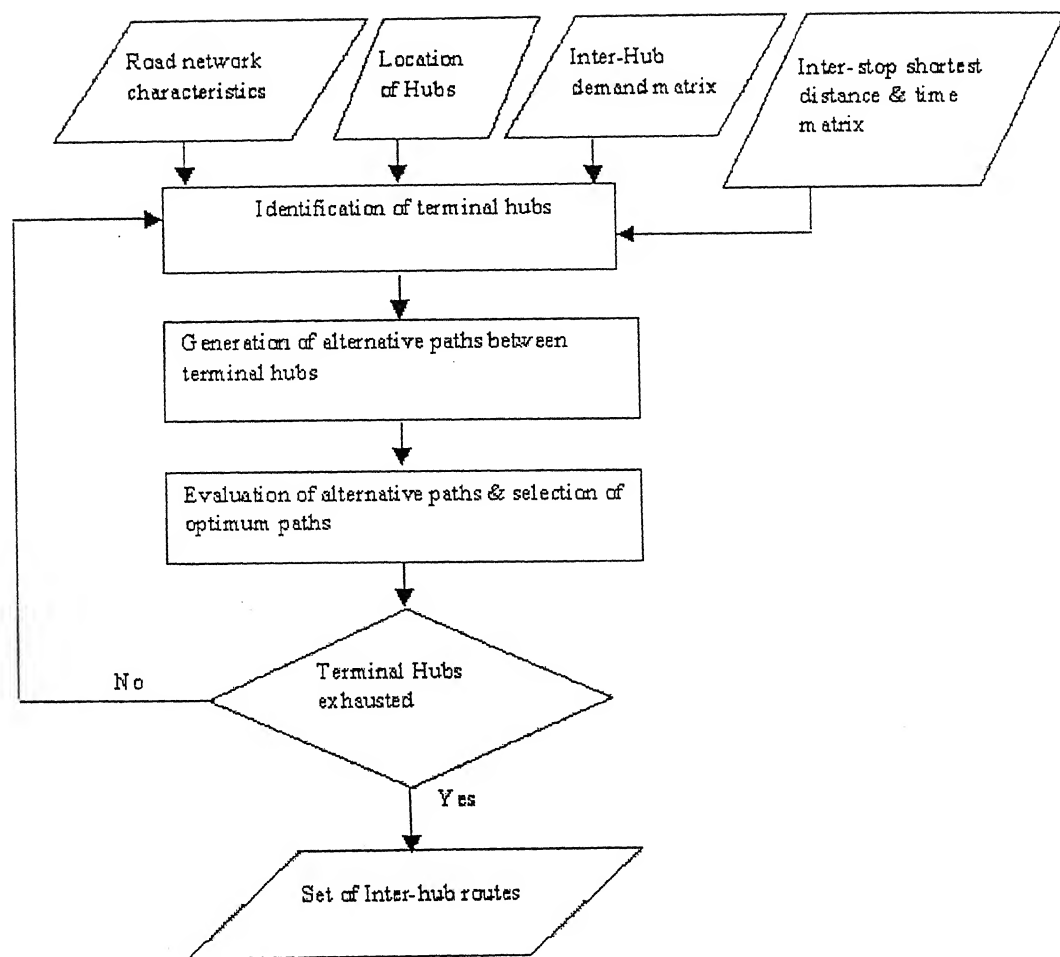 Road network
characteristics
Location
of Hubs
Inter-Hub
demand matrix
Inter-stop shortest
distance & time
matrix
Identification of terminal hubs
Generation of alternative paths between
terminal hubs
Evaluation of alternative paths & selection of
optimum paths
Terminal Hubs
exhausted
No
Yes
Set of Inter-hub routes